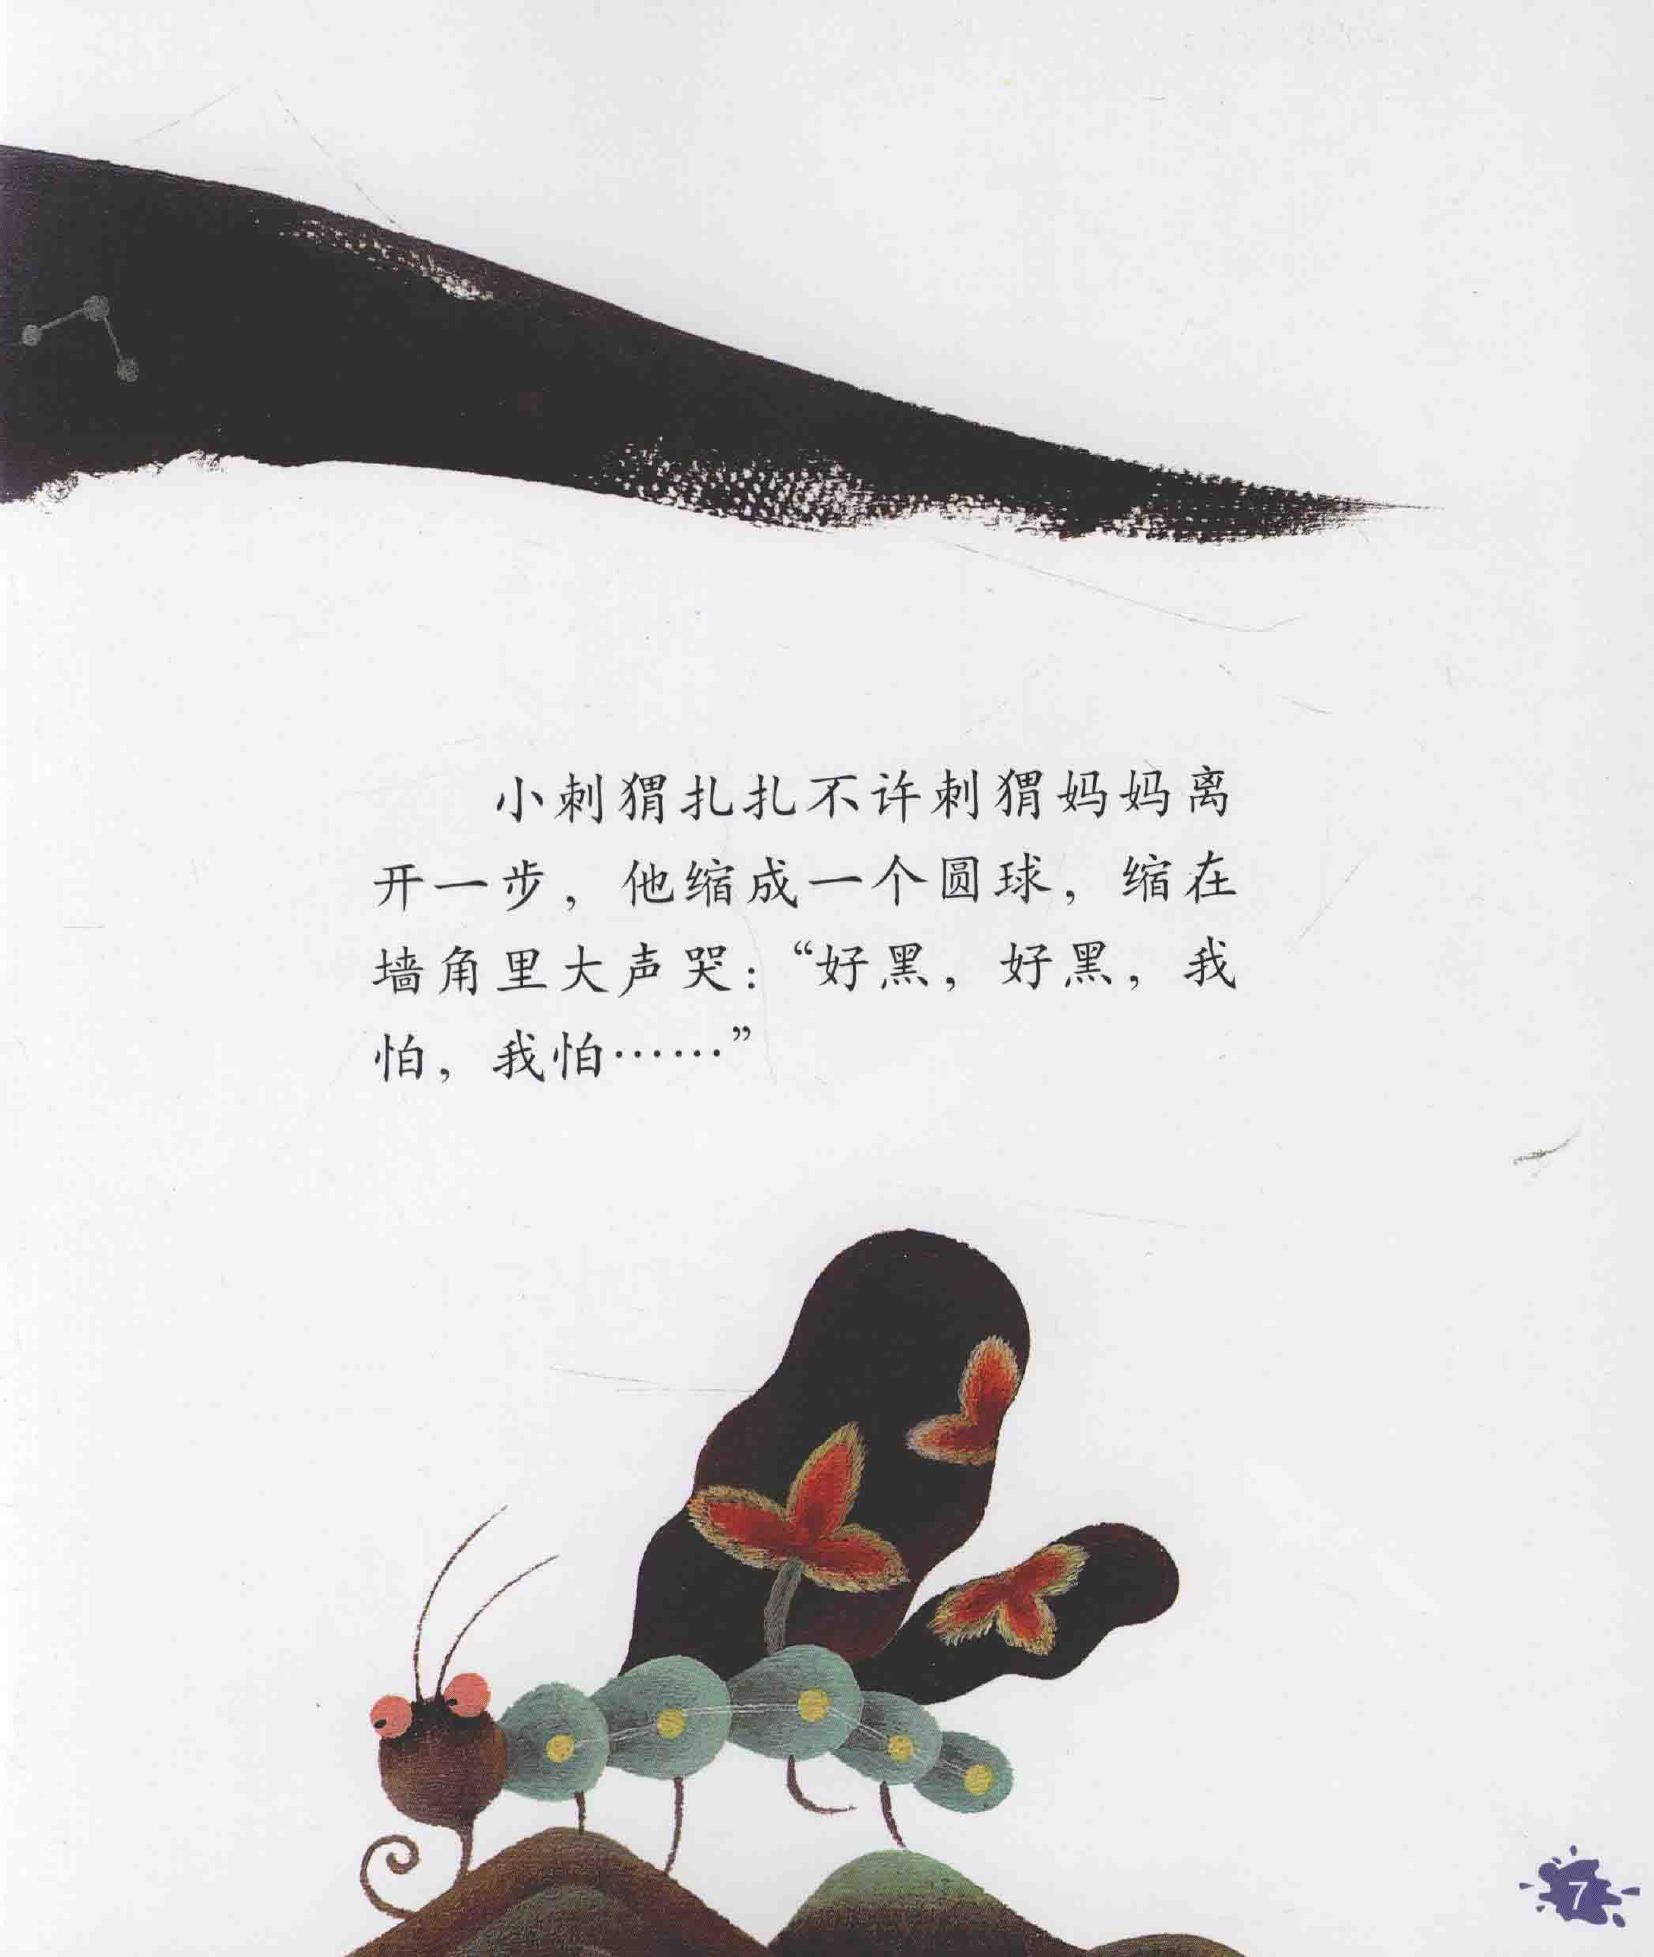 小刺猬扎扎不许刺猬妈妈离
开一步，他缩成一个圆球，缩在
墙角里大声哭：“好黑，好黑，我
怕，我怕……”
7